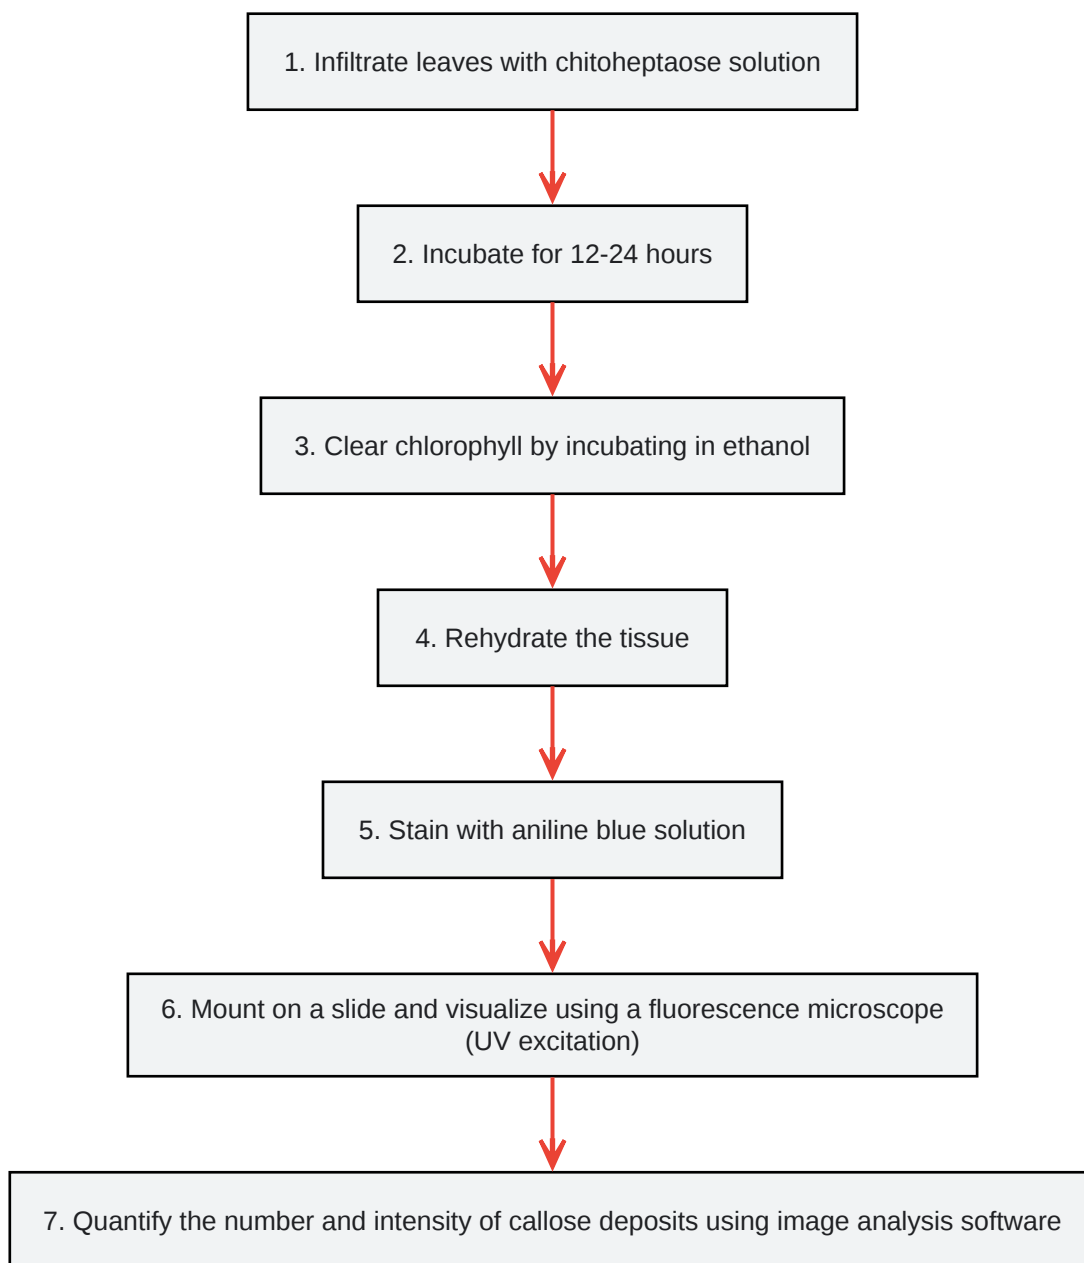 1. Infiltrate leaves with chitoheptaose solution
2. Incubate for 12-24 hours
3. Clear chlorophyll by incubating in ethanol
4. Rehydrate the tissue
5. Stain with aniline blue solution
6. Mount on a slide and visualize using a fluorescence microscope
(UV excitation)
7. Quantify the number and intensity of callose deposits using image analysis software